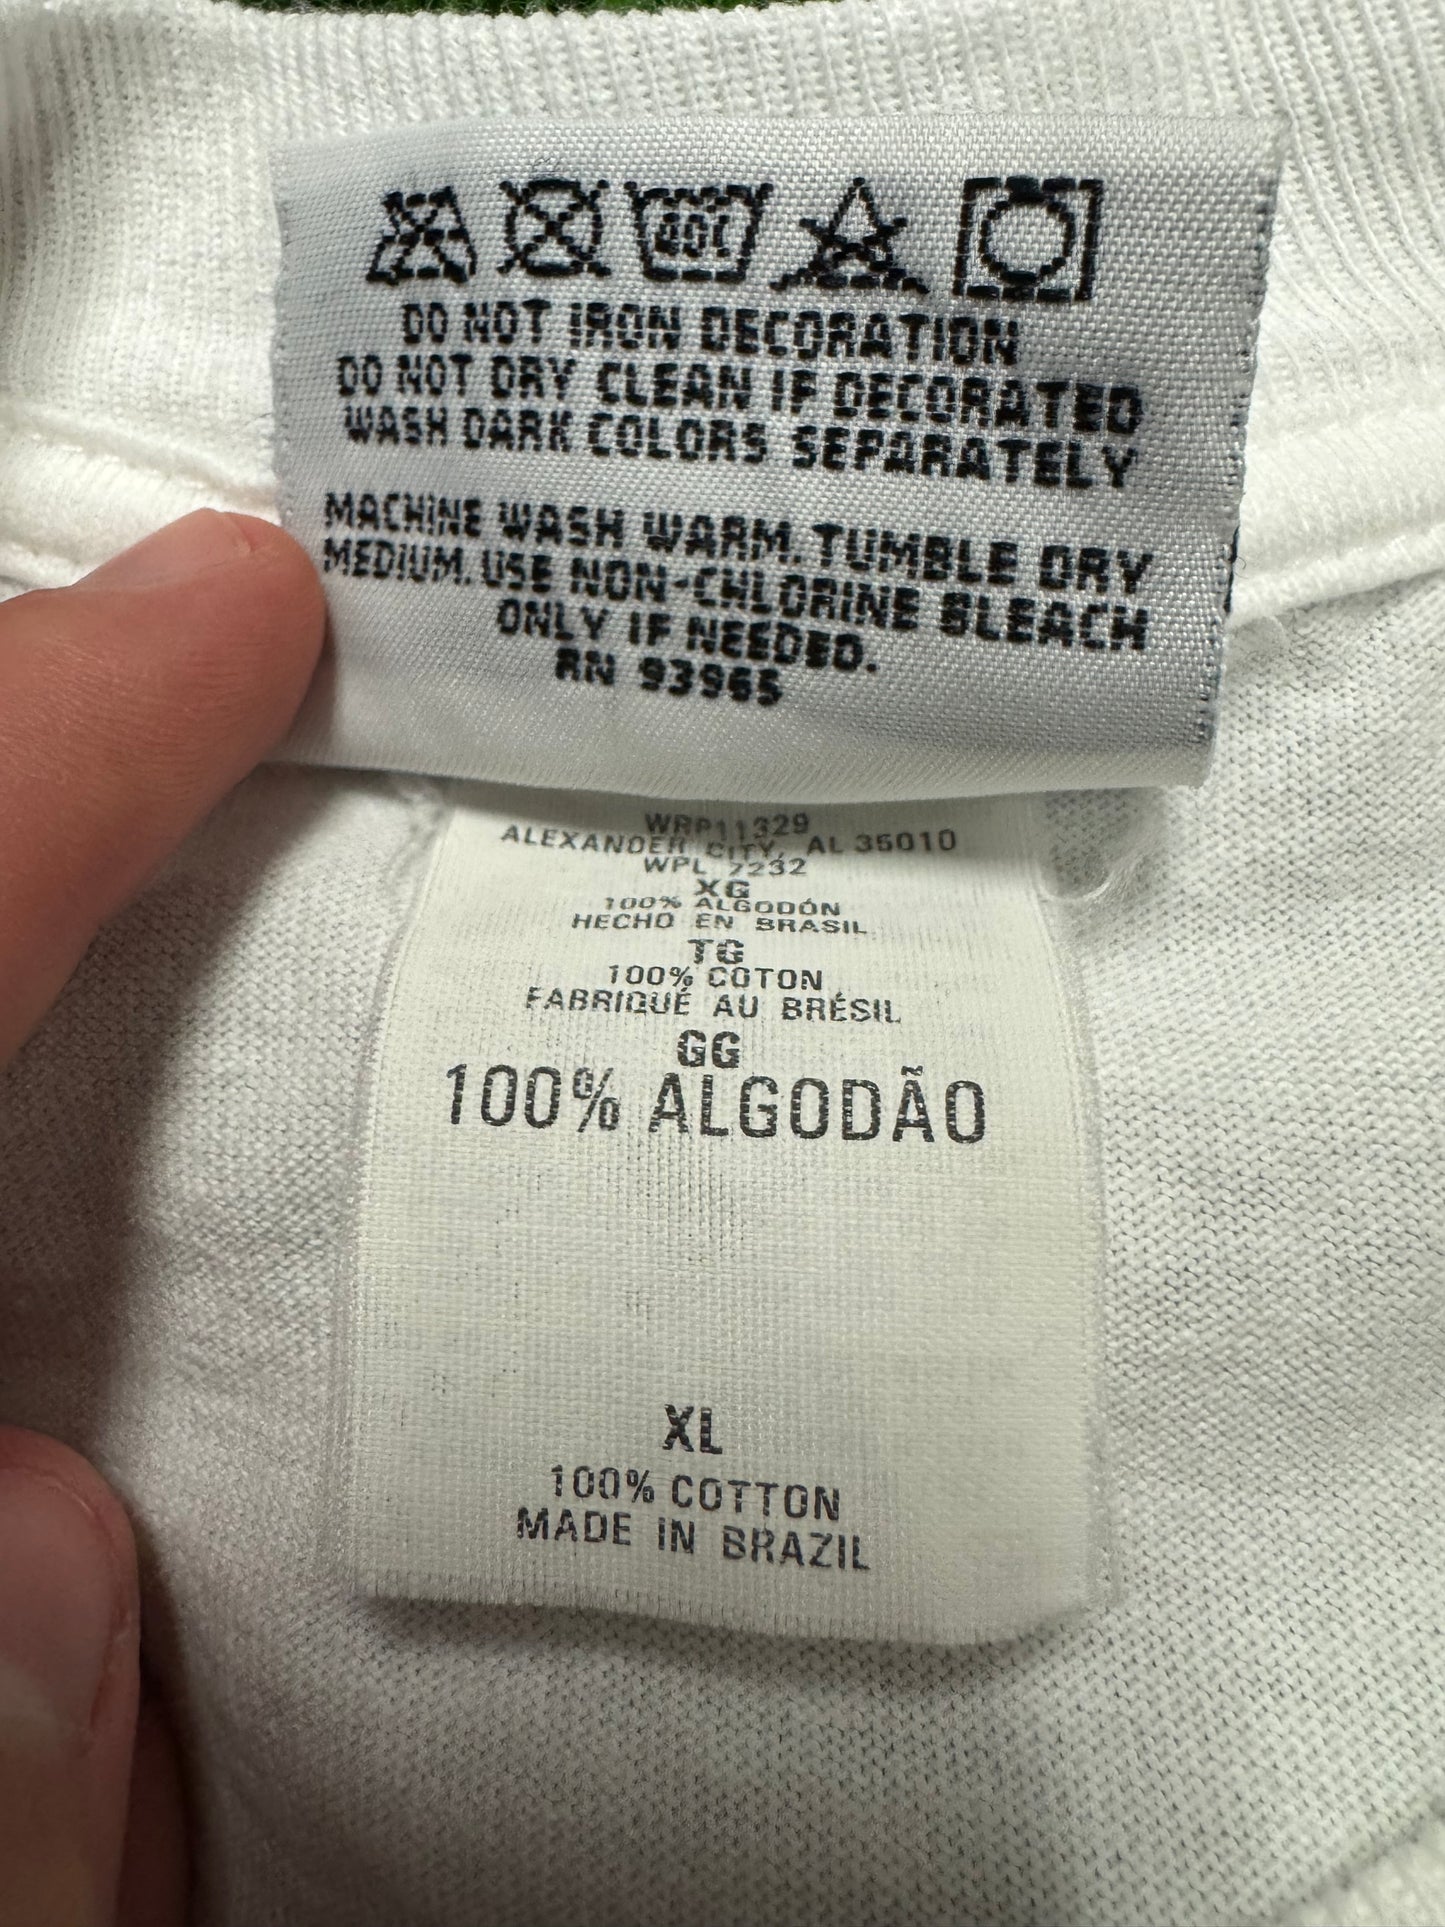 40C
DO NOT IRON DECORATION
DO NOT DRY CLEAN IF DECORATED
WASH DARK COLORS SEPARATELY
MACHINE WASH WARM. TUMBLE DRY
MEDIUM. USE NON-CHLORINE BLEACH
ONLY IF NEEDED.
RN 93965
WRP11329
ALEXANDER CITY, AL 35010
WPL 7232
XG
100% ALGODÓN
HECHO EN BRASIL
TG
100% COTON
FABRIQUÉ AU BRÉSIL
GG
100% ALGODÃO
XL
100% COTTON
MADE IN BRAZIL